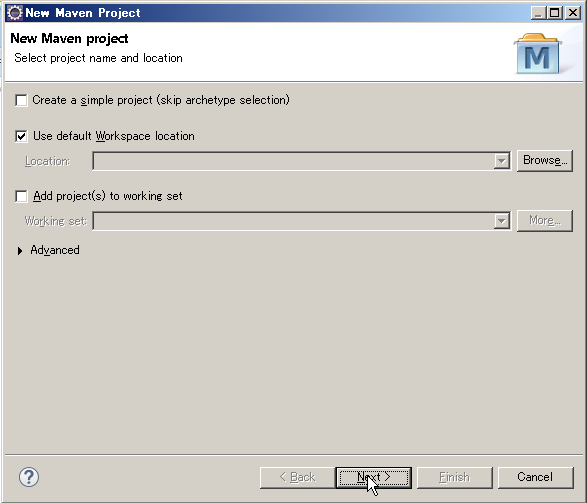 New Maven Project
New Maven project
Select project name and location
M
Create a simple project (skip archetype selection)
Use default Workspace location
Location:
Browse...
Add project(s) to working set
Working set:
More...
Advanced
?
< Back
Next >
Finish
Cancel